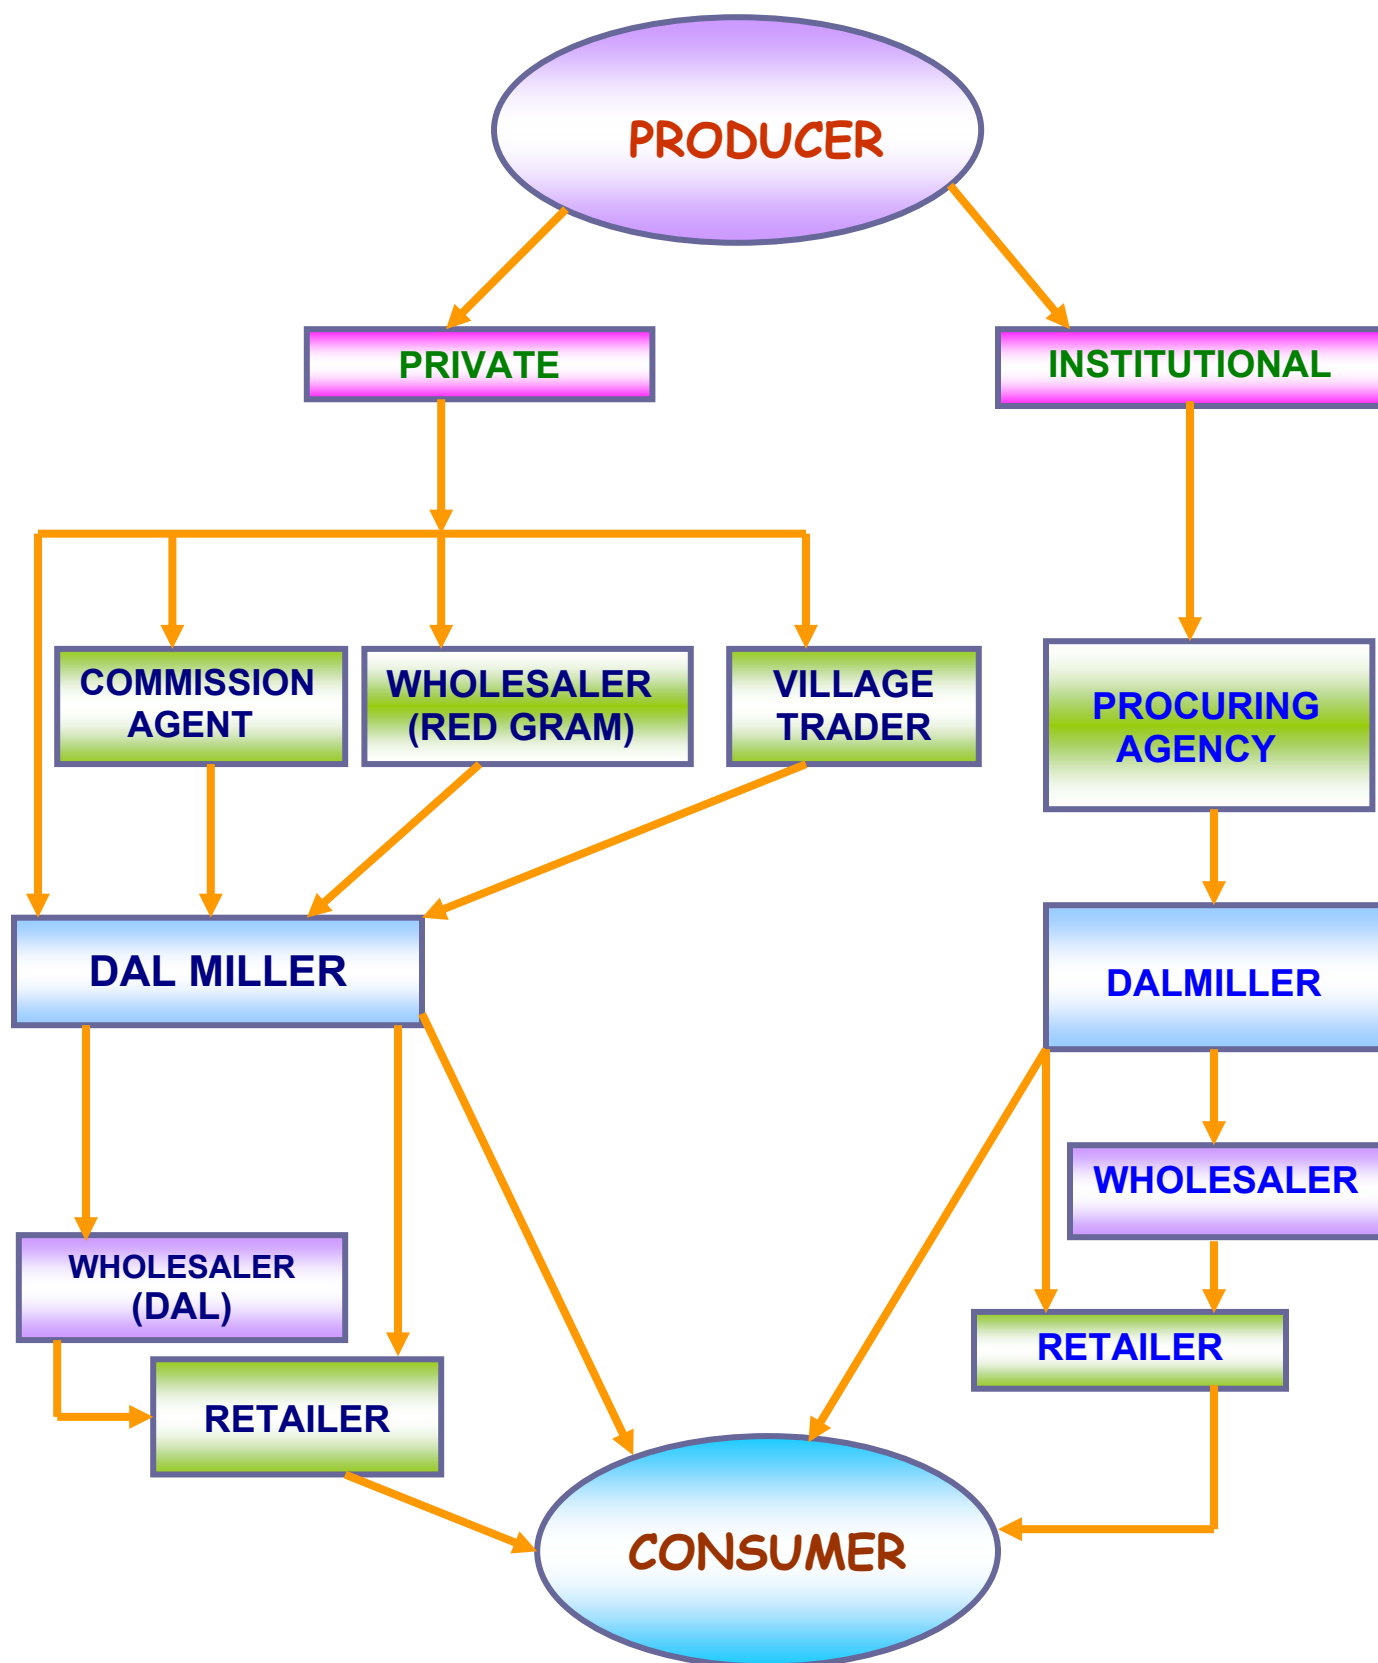 PRODUCER
PRIVATE
INSTITUTIONAL
COMMISSION
AGENT
WHOLESALER
(RED GRAM)
VILLAGE
TRADER
PROCURING
AGENCY
DAL MILLER
DALMILLER
WHOLESALER
WHOLESALER
(DAL)
RETAILER
RETAILER
CONSUMER